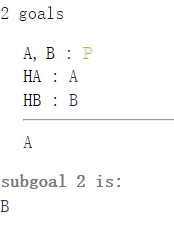 2 goals
A, B : P
HA : A
HB : B
A
subgoal 2 is:
B